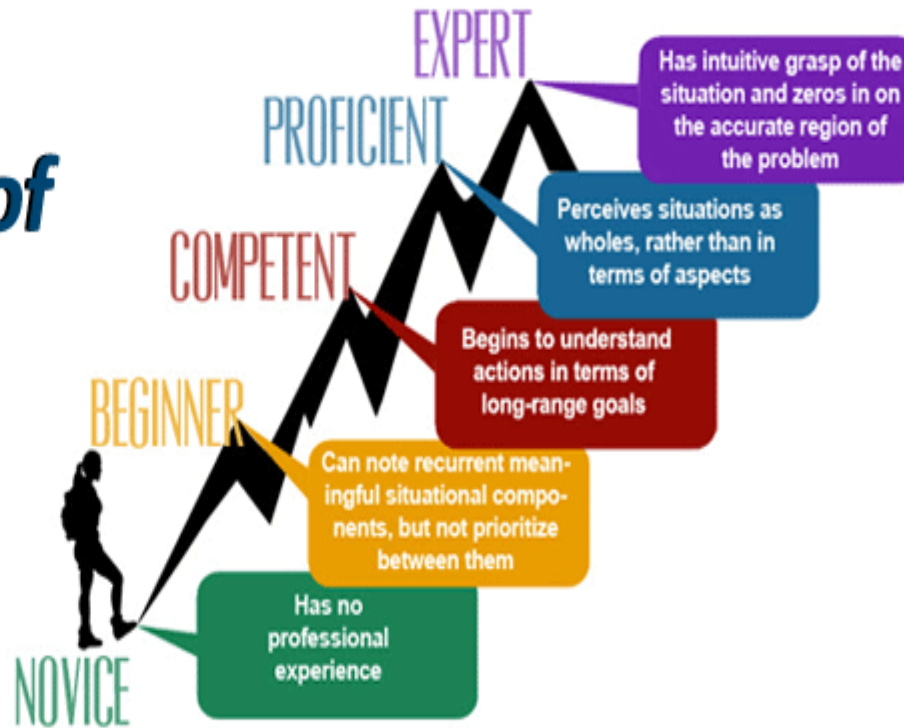 of
EXPERT
Has intuitive grasp of the
situation and zeros in on
the accurate region of
the problem
PROFICIENT
Perceives situations as
wholes, rather than in
terms of aspects
COMPETENT
Begins to understand
actions in terms of
long-range goals
BEGINNER
Can note recurrent mean-
ingful situational compo-
nents, but not prioritize
between them
NOVICE
Has no
professional
experience